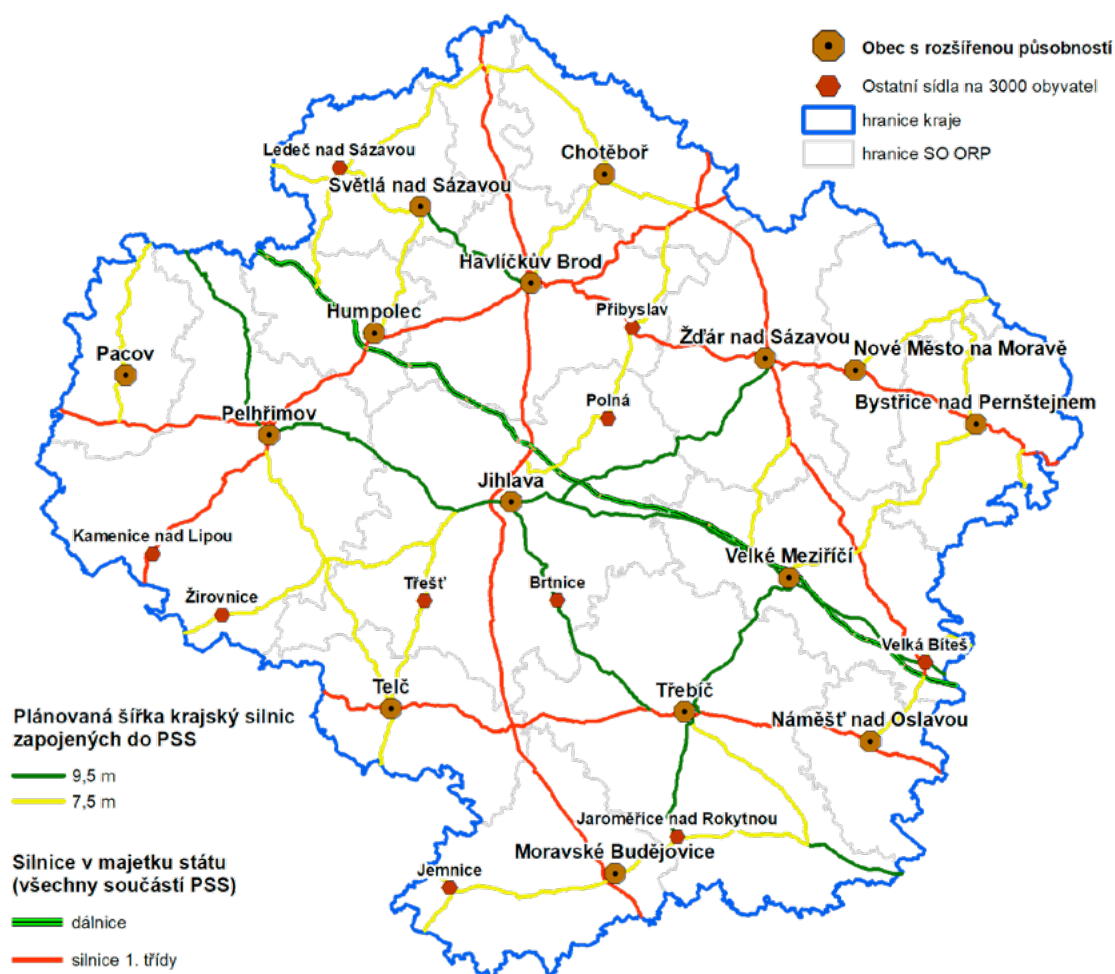 Obec s rozšířenou působností
Ostatní sídla na 3000 obyvatel
hranice kraje
hranice SO ORP
Ledeč nad Sázavou
Chotěboř
Světlá nad Sázavou
Havlíčkův Brod
Humpolec
Přibyslav
Žďár nad Sázavou
Nové Město na Moravě
Pacov
Polná
Bystřice nad Pernštejnem
Pelhřimov
Jihlava
Kamenice nad Lipou
Velké Meziříčí
Žirovnice
Třešť
Brtnice
Velká Bíteš
Telč
Třebíč
Náměšť nad Oslavou
Plánovaná šířka krajský silnic
zapojených do PSS
9,5 m
7,5 m
Jaroměřice nad Rokytnou
Moravské Budějovice
Jemnice
Silnice v majetku státu
(všechny součástí PSS)
dálnice
silnice 1. třídy